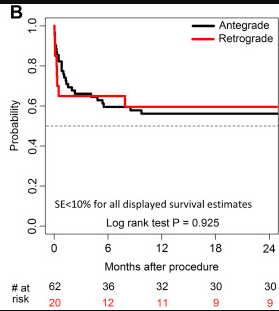 B
Antegrade
Retrograde
Probability
1.0
0.8
0.6
0.4
0.2
0.0
SE<10% for all displayed survival estimates
Log rank test P = 0.925
0 6 12 18 24
Months after procedure
# at risk
62 36 32 30 30
20 12 11 9 9